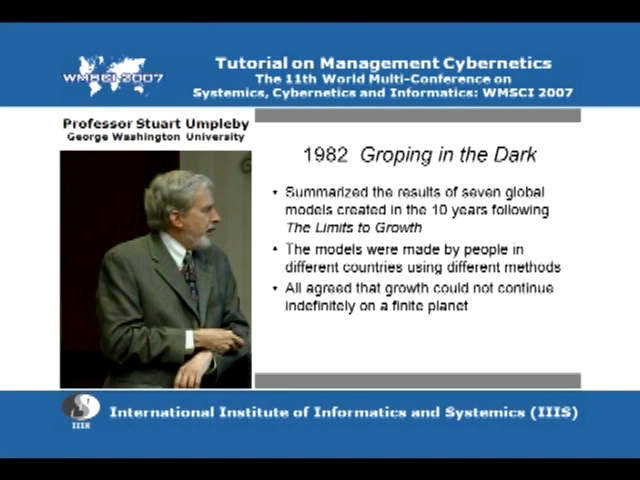 WMSCI 2007
Tutorial on Management Cybernetics
The 11th World Multi-Conference on
Systemics, Cybernetics and Informatics: WMSCI 2007
Professor Stuart Umpleby
George Washington University
1982 Groping in the Dark
• Summarized the results of seven global
models created in the 10 years following
The Limits to Growth
• The models were made by people in
different countries using different methods
• All agreed that growth could not continue
indefinitely on a finite planet
IIIS
International Institute of Informatics and Systemics (IIIS)